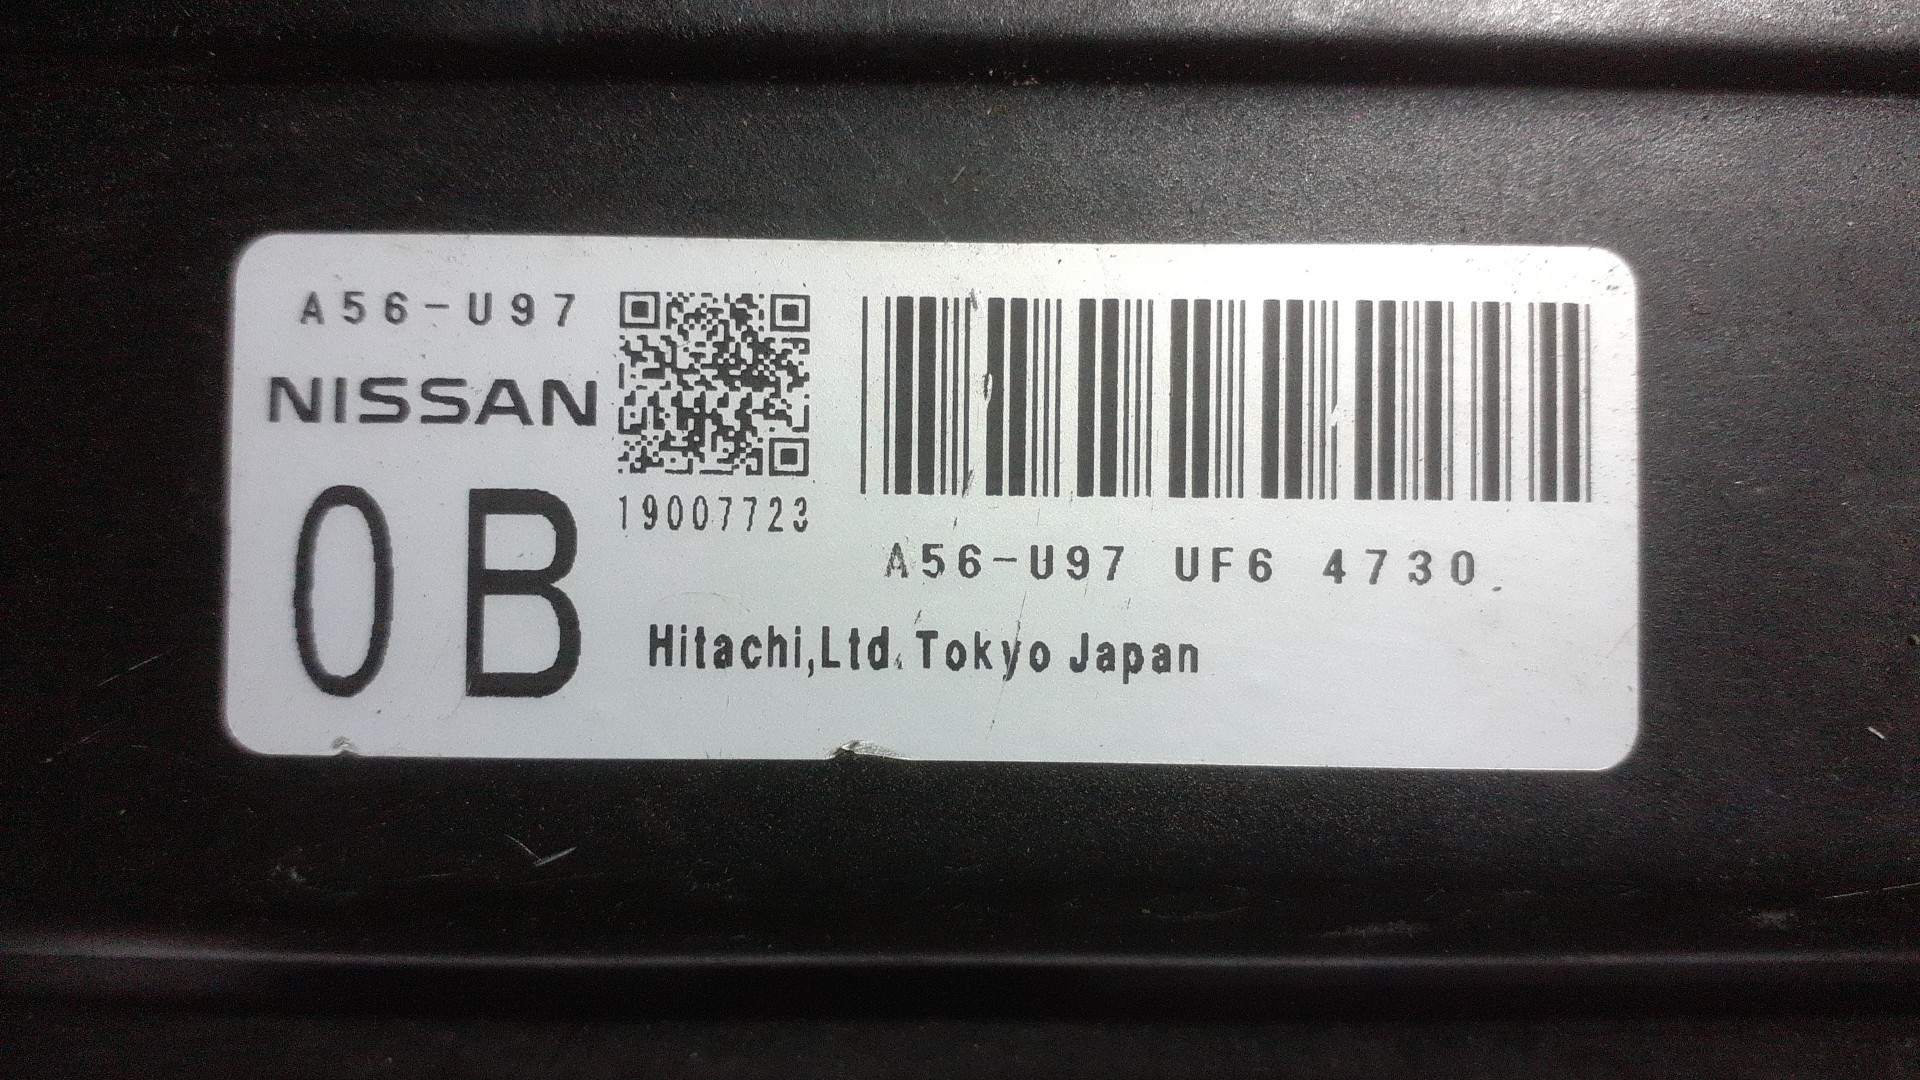 A56-U97
NISSAN
0B
19007723
A56-U97 UF6 4730
Hitachi,Ltd.Tokyo Japan